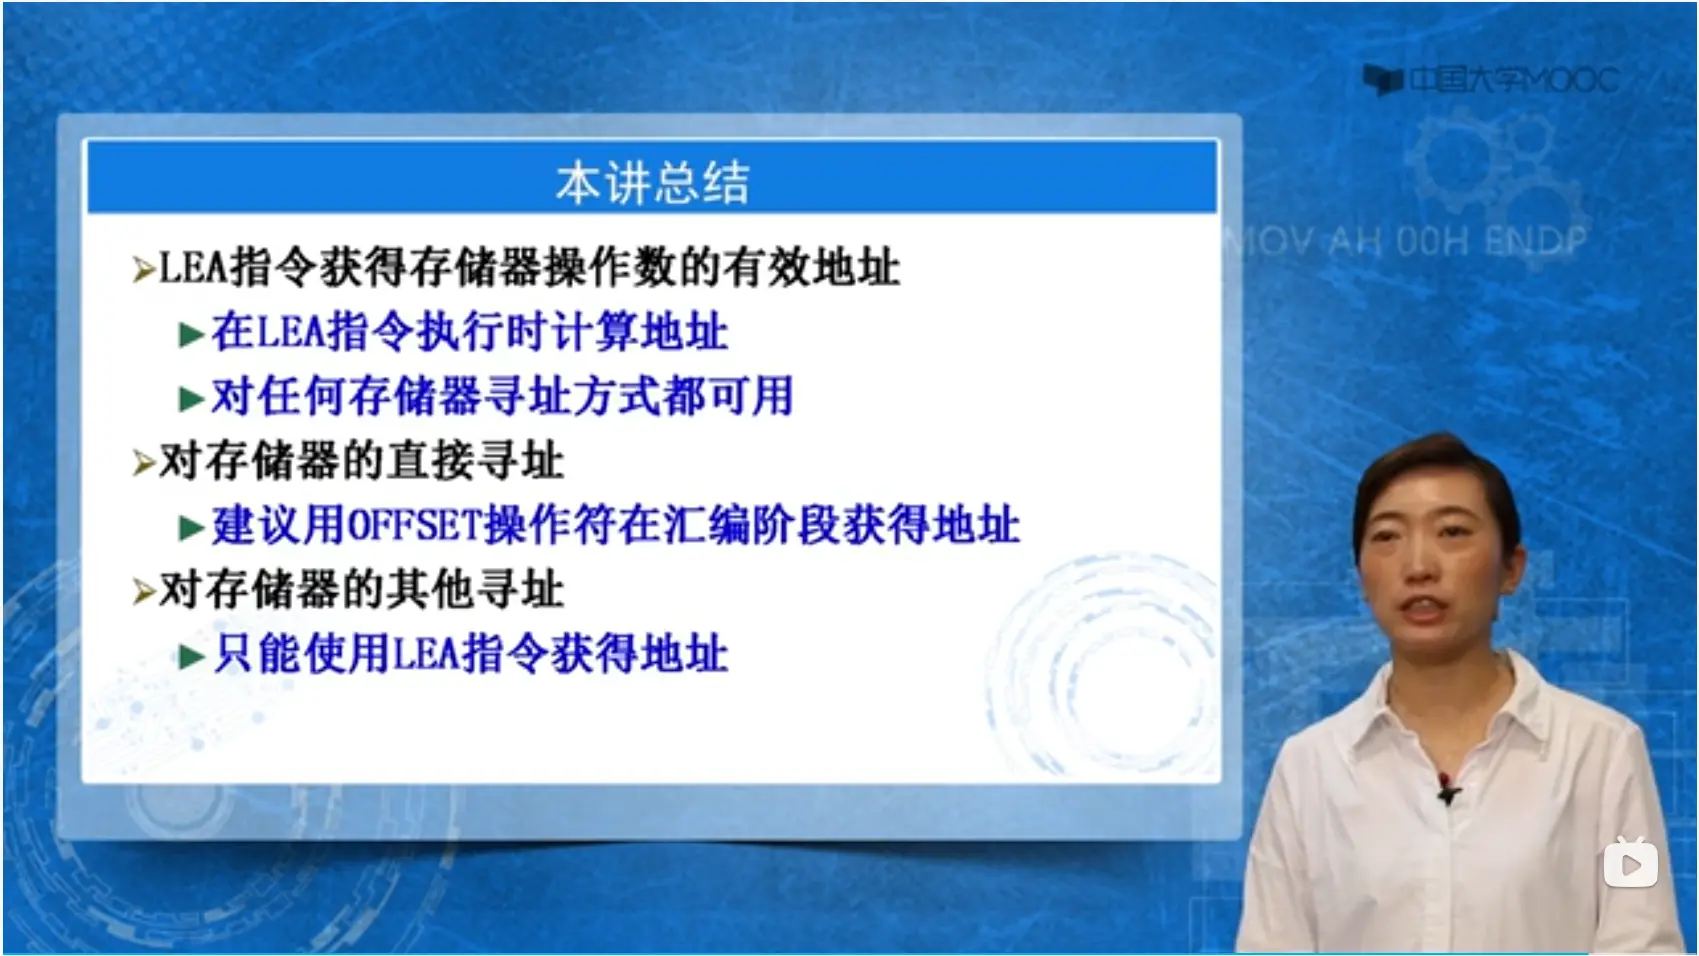 中国大学MOOC
本讲总结
LEA指令获得存储器操作数的有效地址
在LEA指令执行时计算地址
对任何存储器寻址方式都可用
对存储器的直接寻址
建议用OFFSET操作符在汇编阶段获得地址
对存储器的其他寻址
只能使用LEA指令获得地址
MOV AH 00H ENDP